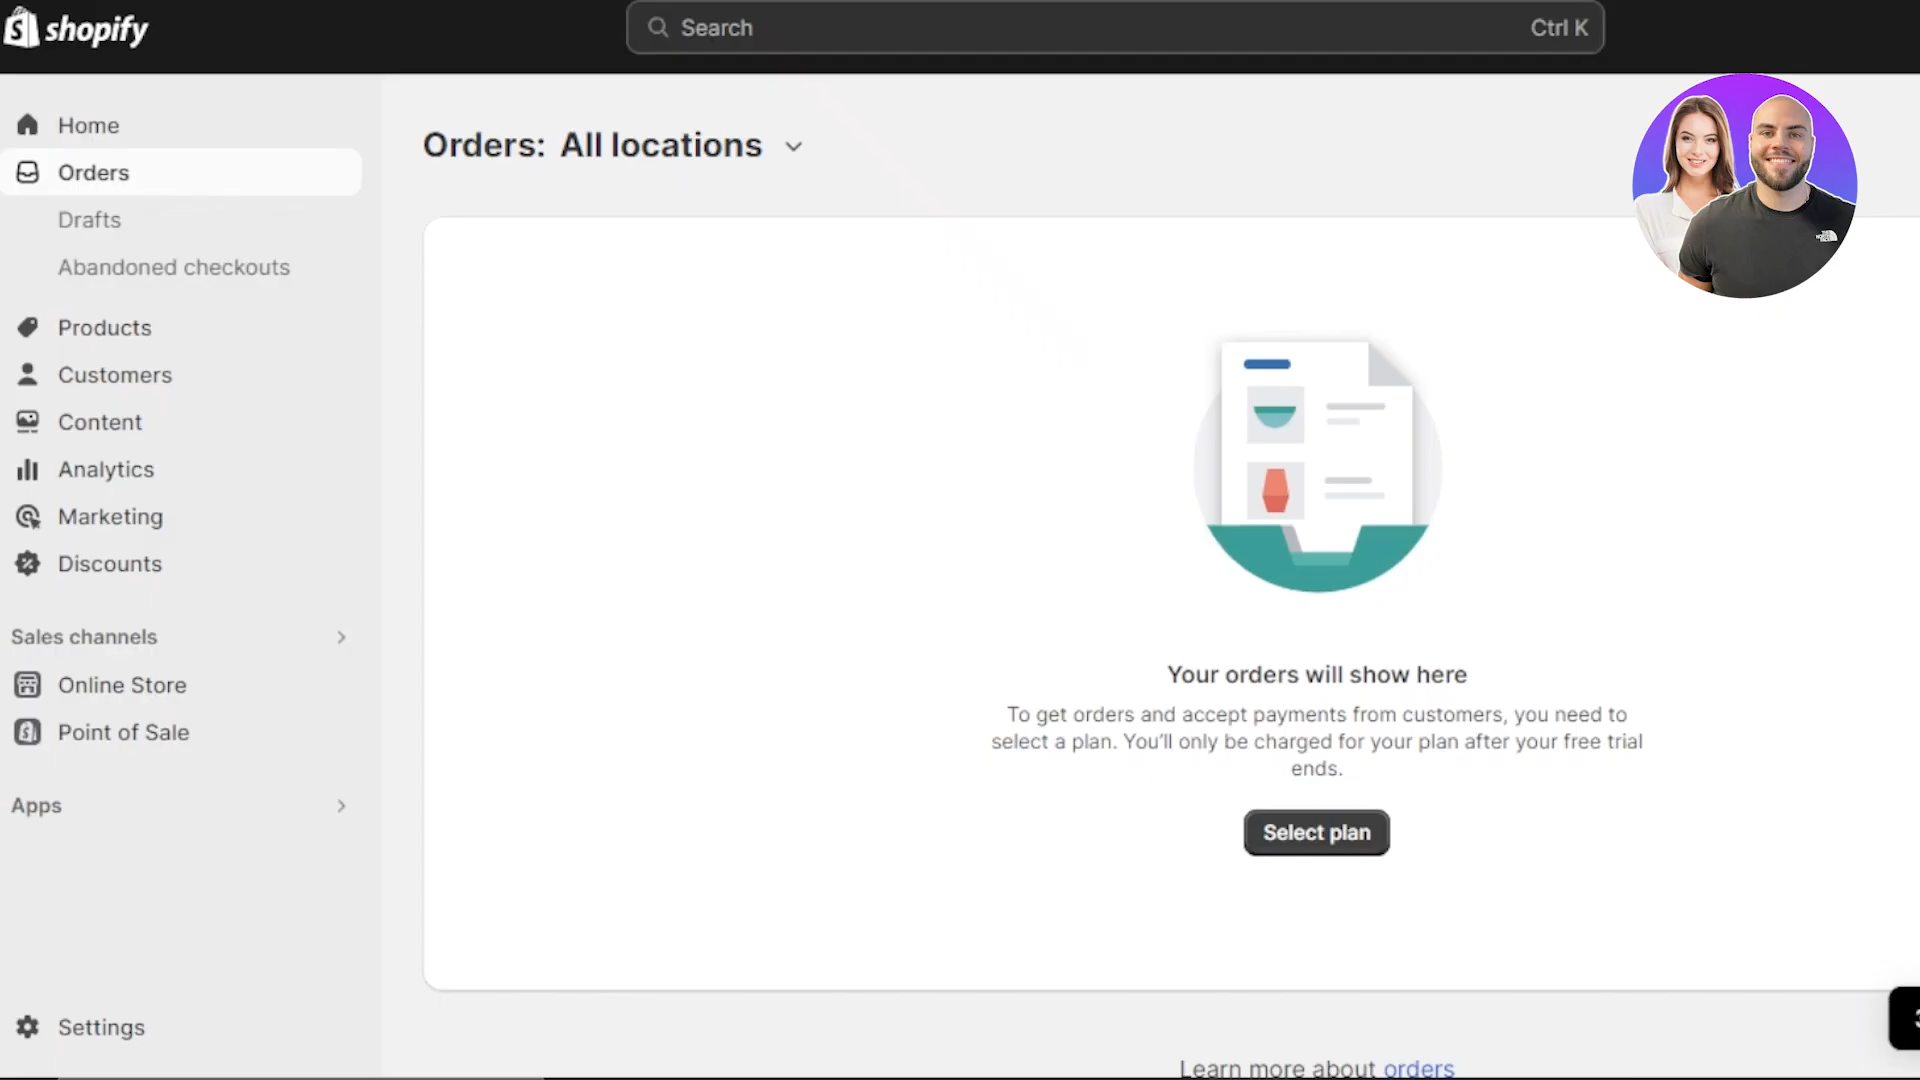 shopify
Search
Ctrl K
Home
Orders
Drafts
Abandoned checkouts
Products
Customers
Content
Analytics
Marketing
Discounts
Sales channels
Online Store
Point of Sale
Apps
Settings
Orders: All locations
Your orders will show here
To get orders and accept payments from customers, you need to
select a plan. You'll only be charged for your plan after your free trial
ends.
Select plan
Learn more about orders